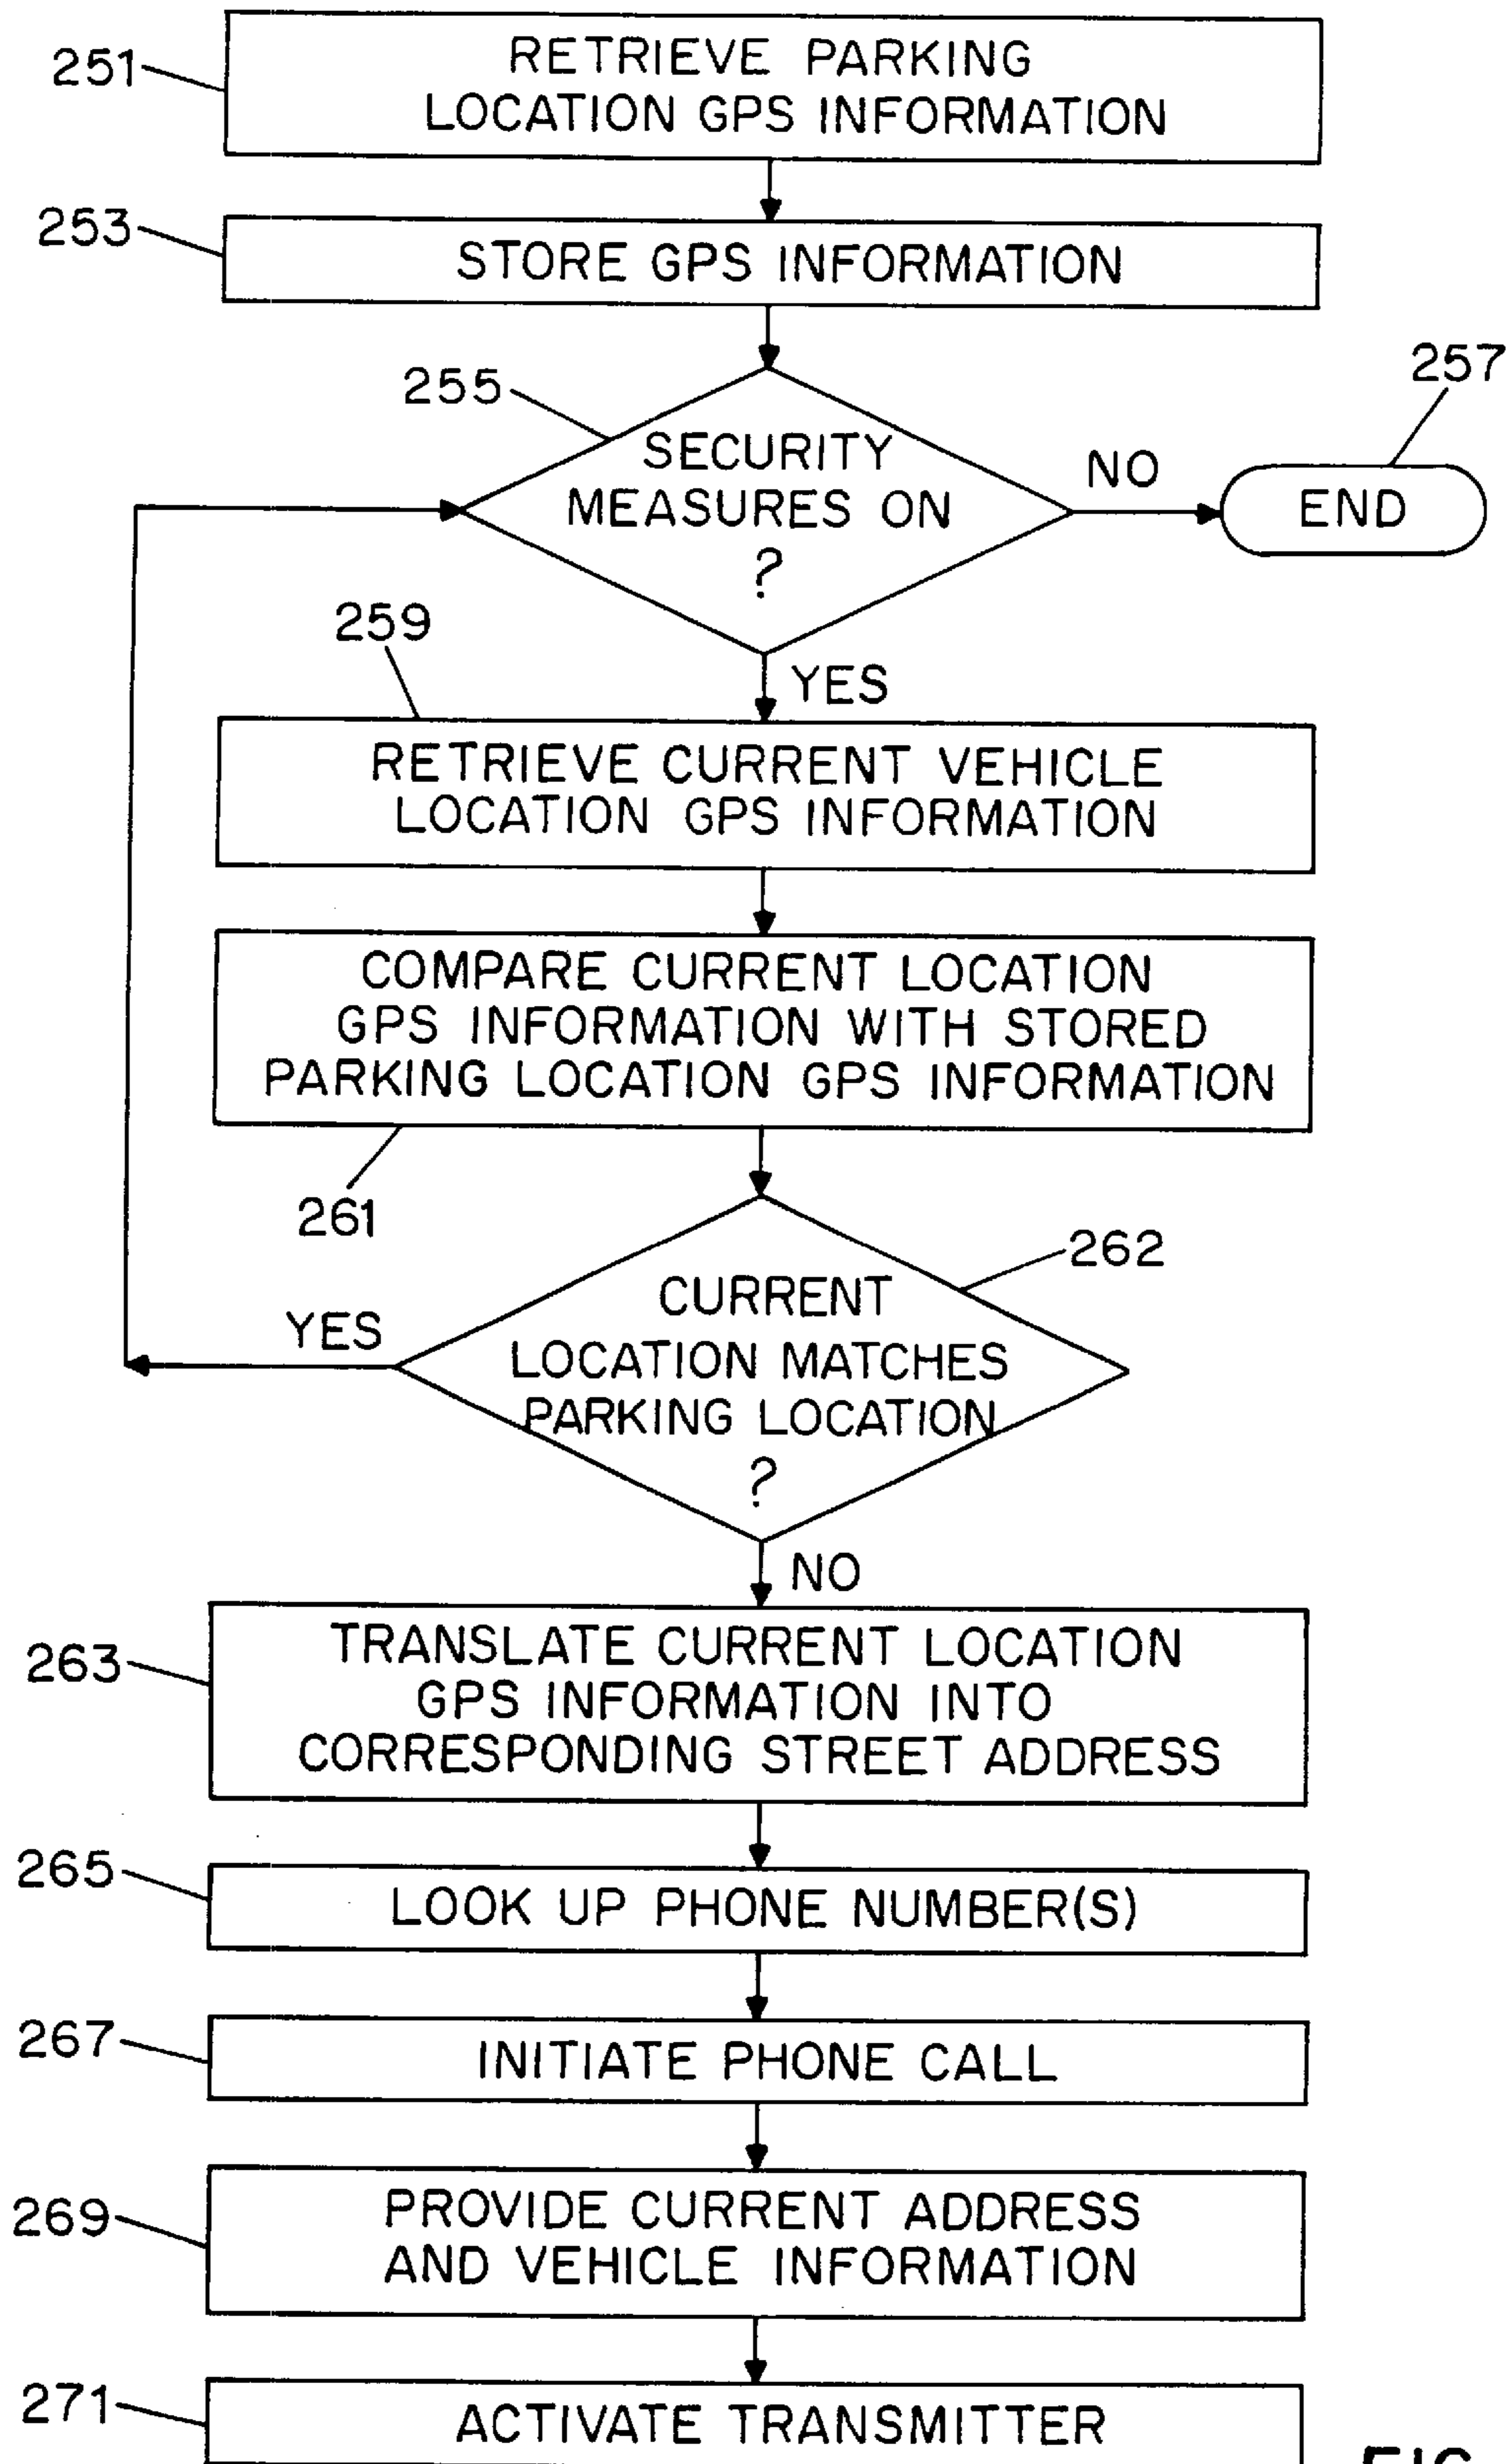 251
RETRIEVE PARKING
LOCATION GPS INFORMATION
253
STORE GPS INFORMATION
255
SECURITY
MEASURES ON
?
NO
257
END
YES
259
RETRIEVE CURRENT VEHICLE
LOCATION GPS INFORMATION
COMPARE CURRENT LOCATION
GPS INFORMATION WITH STORED
PARKING LOCATION GPS INFORMATION
261
262
CURRENT
LOCATION MATCHES
PARKING LOCATION
?
YES
NO
263
TRANSLATE CURRENT LOCATION
GPS INFORMATION INTO
CORRESPONDING STREET ADDRESS
265
LOOK UP PHONE NUMBER(S)
267
INITIATE PHONE CALL
269
PROVIDE CURRENT ADDRESS
AND VEHICLE INFORMATION
271
ACTIVATE TRANSMITTER